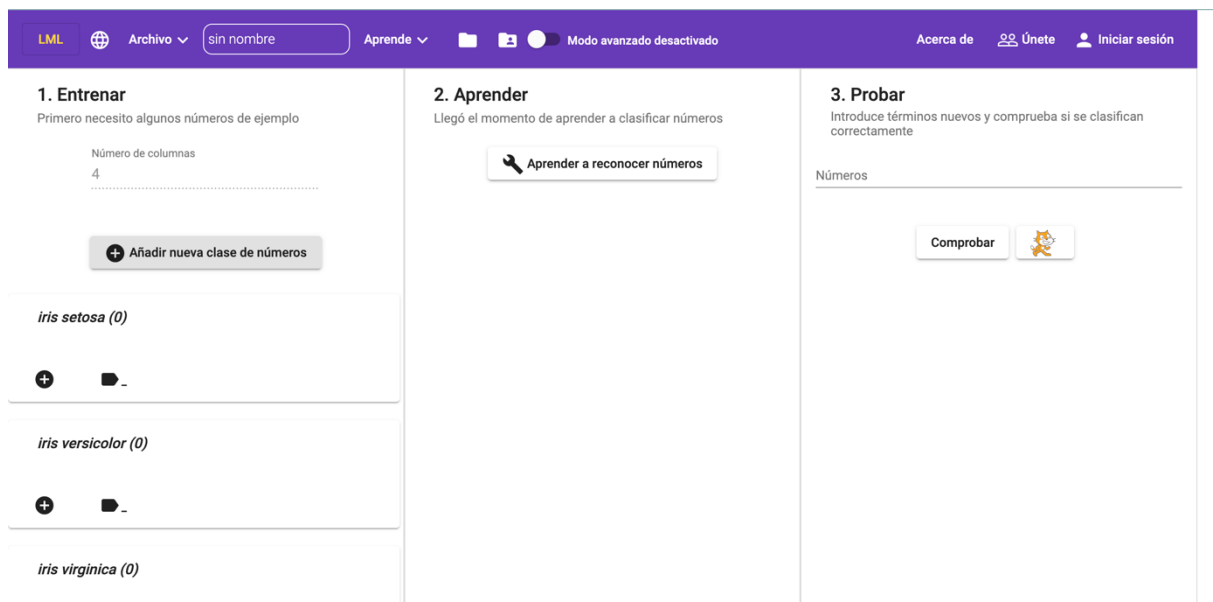 LML Archivo sin nombre Aprende Modo avanzado desactivado Acerca de Únete Iniciar sesión
1. Entrenar
Primero necesito algunos números de ejemplo
Número de columnas
4
Añadir nueva clase de números
iris setosa (0)
iris versicolor (0)
iris virginica (0)
2. Aprender
Llegó el momento de aprender a clasificar números
Aprender a reconocer números
3. Probar
Introduce términos nuevos y comprueba si se clasifican
correctamente
Números
Comprobar